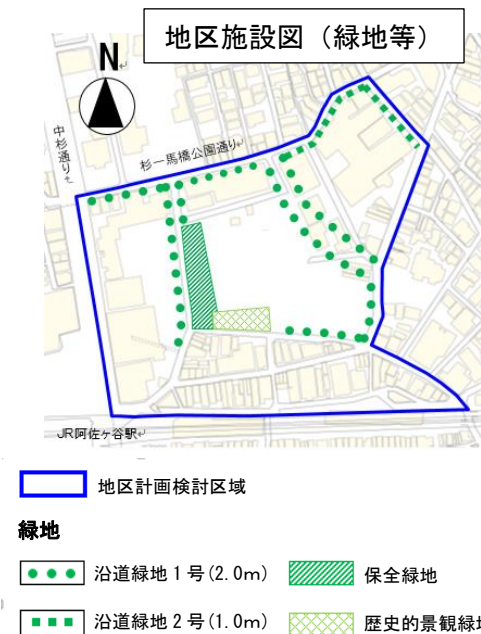 地区施設図（緑地等）
N
中杉通り
杉一馬橋公園通り
JR阿佐ヶ谷駅
地区計画検討区域
緑地
沿道緑地１号(2.0m)
保全緑地
沿道緑地２号(1.0m)
歴史的景観緑地